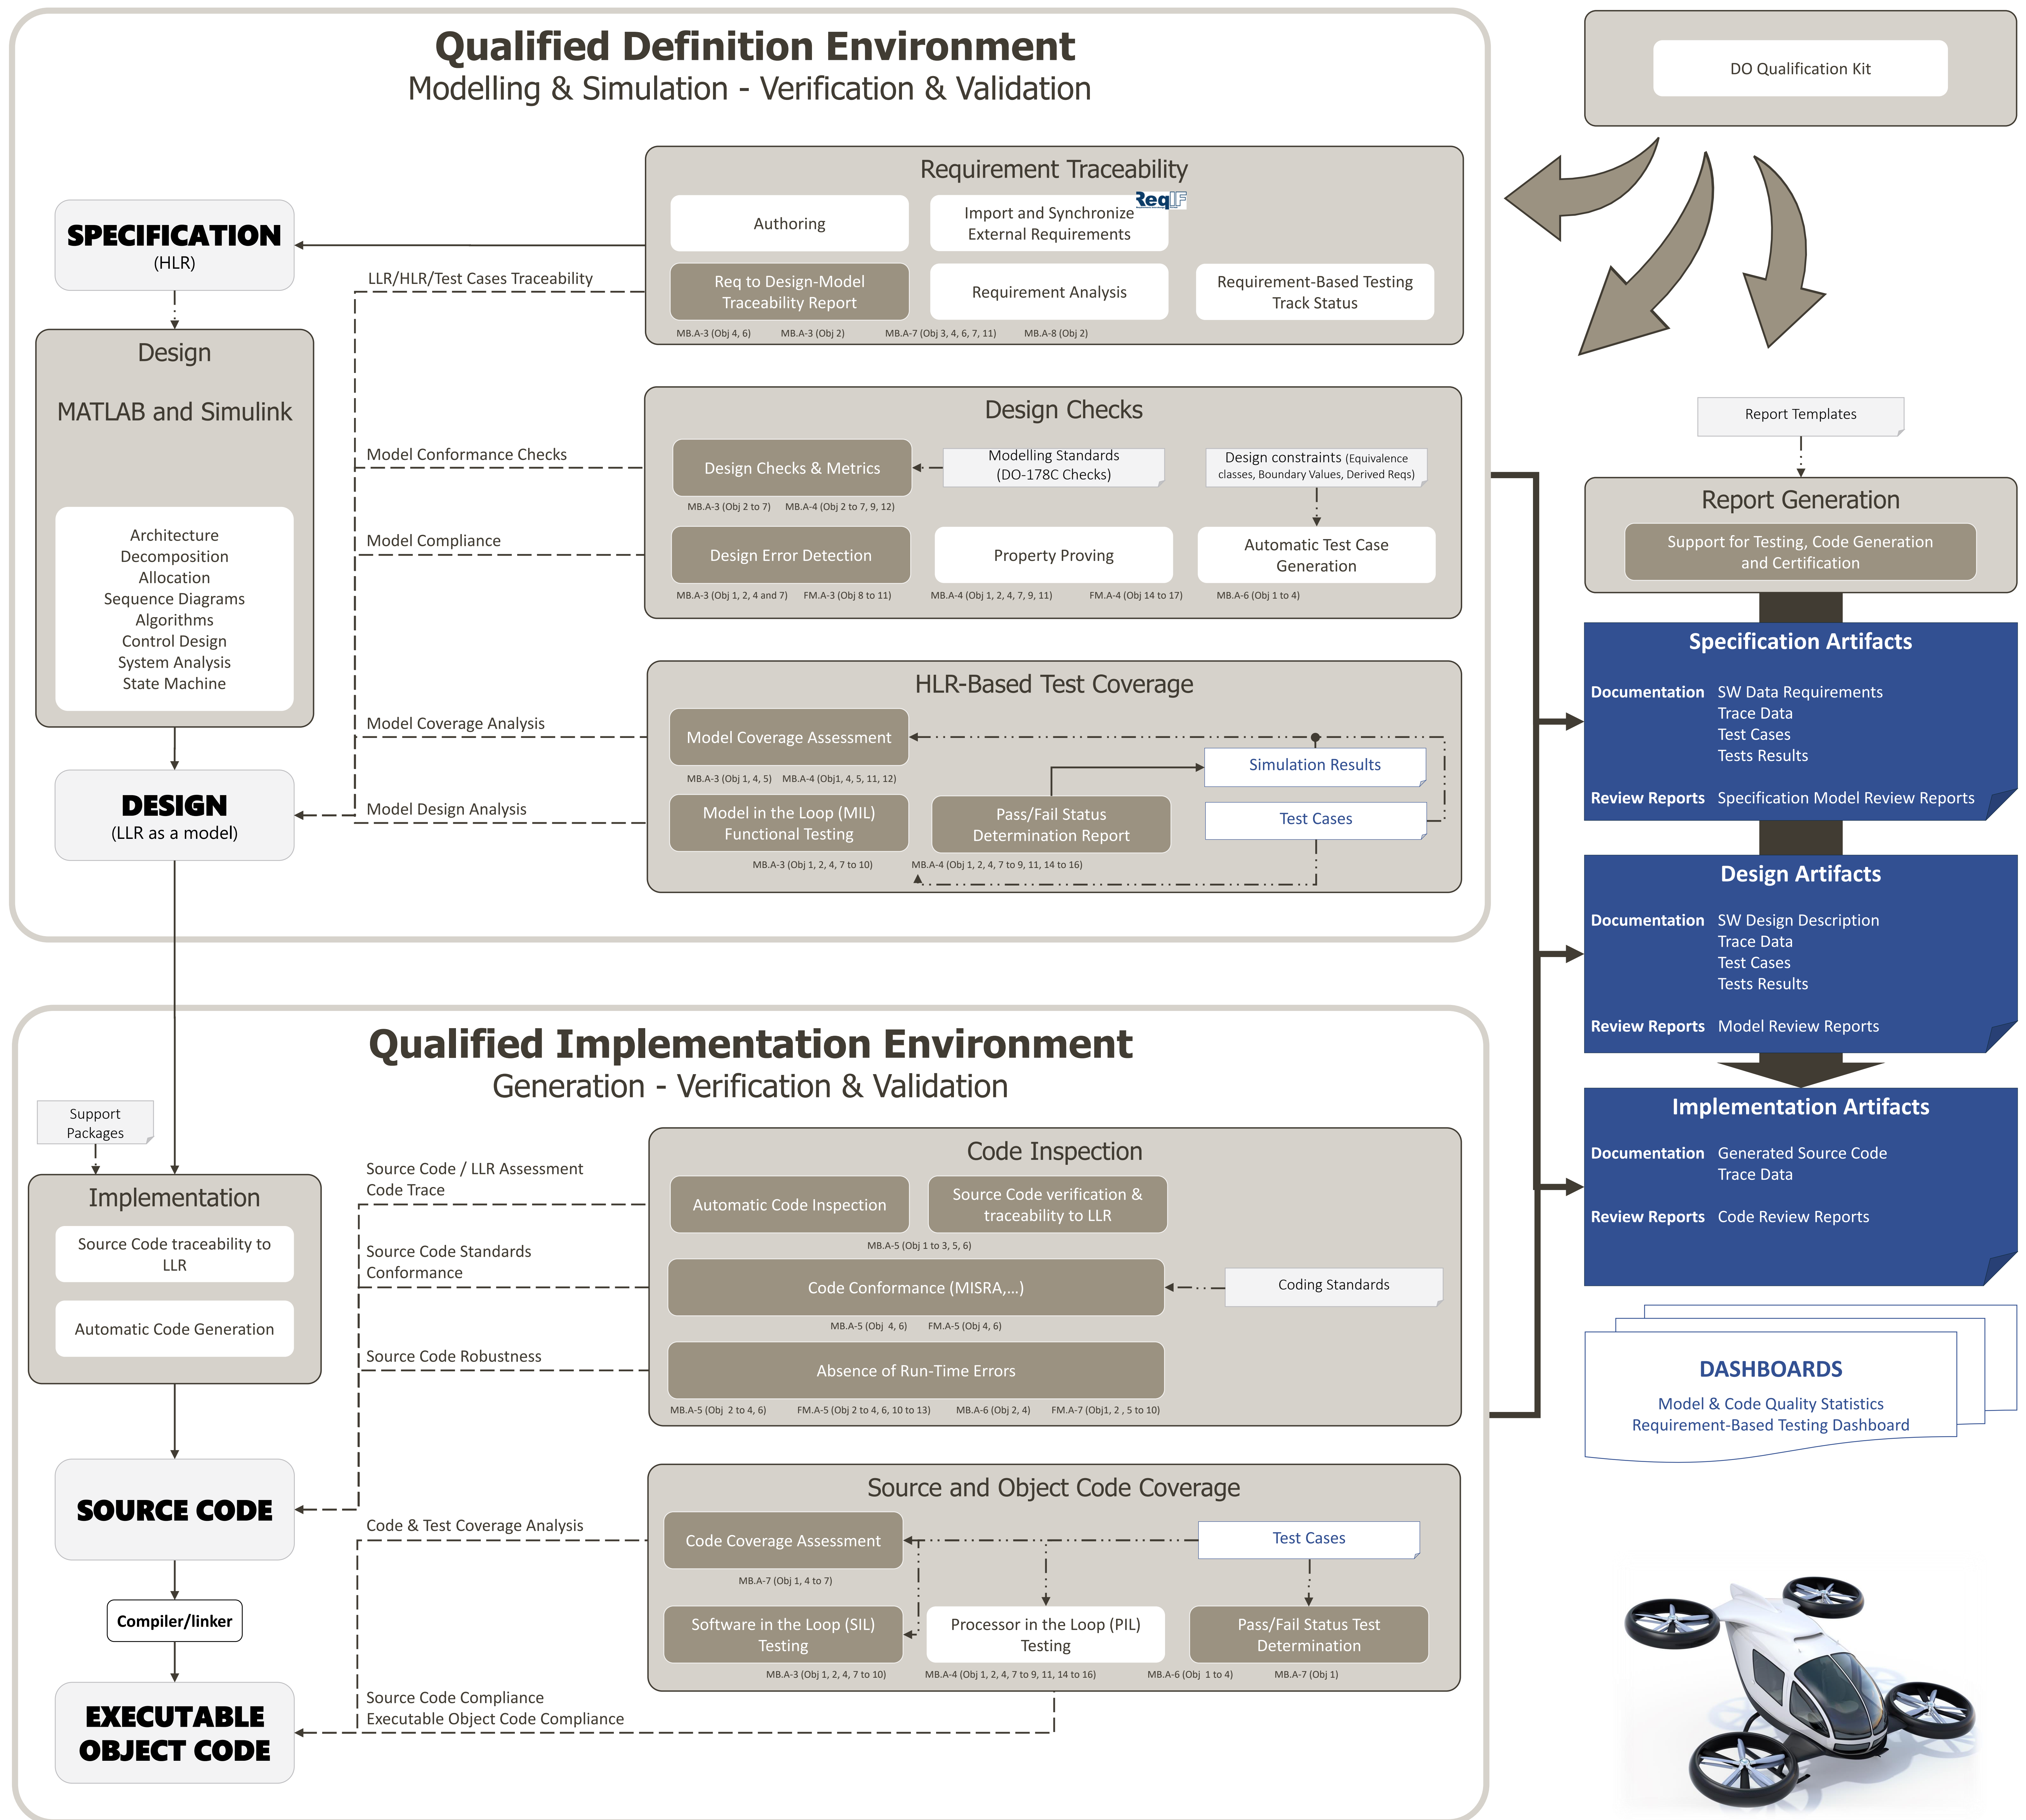 Qualified Definition Environment
Modelling & Simulation - Verification & Validation
SPECIFICATION
(HLR)
Design
MATLAB and Simulink
Architecture
Decomposition
Allocation
Sequence Diagrams
Algorithms
Control Design
System Analysis
State Machine
DESIGN
(LLR as a model)
LLR/HLR/Test Cases Traceability
Model Conformance Checks
Model Compliance
Model Coverage Analysis
Model Design Analysis
Requirement Traceability
Authoring
Import and Synchronize
External Requirements
ReqIF
Req to Design-Model
Traceability Report
Requirement Analysis
Requirement-Based Testing
Track Status
MB.A-3 (Obj 4, 6) MB.A-3 (Obj 2) MB.A-7 (Obj 3, 4, 6, 7, 11) MB.A-8 (Obj 2)
Design Checks
Design Checks & Metrics
Modelling Standards
(DO-178C Checks)
Design constraints (Equivalence
classes, Boundary Values, Derived Reqs)
MB.A-3 (Obj 2 to 7) MB.A-4 (Obj 2 to 7, 9, 12)
Design Error Detection
Property Proving
Automatic Test Case
Generation
MB.A-3 (Obj 1, 2, 4 and 7) FM.A-3 (Obj 8 to 11) MB.A-4 (Obj 1, 2, 4, 7, 9, 11) FM.A-4 (Obj 14 to 17) MB.A-6 (Obj 1 to 4)
HLR-Based Test Coverage
Model Coverage Assessment
Simulation Results
MB.A-3 (Obj 1, 4, 5) MB.A-4 (Obj1, 4, 5, 11, 12)
Model in the Loop (MIL)
Functional Testing
Pass/Fail Status
Determination Report
Test Cases
MB.A-3 (Obj 1, 2, 4, 7 to 10) MB.A-4 (Obj 1, 2, 4, 7 to 9, 11, 14 to 16)
Qualified Implementation Environment
Generation - Verification & Validation
Support
Packages
Implementation
Source Code traceability to
LLR
Automatic Code Generation
SOURCE CODE
Compiler/linker
EXECUTABLE
OBJECT CODE
Source Code / LLR Assessment
Code Trace
Source Code Standards
Conformance
Source Code Robustness
Code & Test Coverage Analysis
Source Code Compliance
Executable Object Code Compliance
Code Inspection
Automatic Code Inspection
Source Code verification &
traceability to LLR
MB.A-5 (Obj 1 to 3, 5, 6)
Code Conformance (MISRA,...)
Coding Standards
MB.A-5 (Obj 4, 6) FM.A-5 (Obj 4, 6)
Absence of Run-Time Errors
MB.A-5 (Obj 2 to 4, 6) FM.A-5 (Obj 2 to 4, 6, 10 to 13) MB.A-6 (Obj 2, 4) FM.A-7 (Obj1, 2 , 5 to 10)
Source and Object Code Coverage
Code Coverage Assessment
Test Cases
MB.A-7 (Obj 1, 4 to 7)
Software in the Loop (SIL)
Testing
Processor in the Loop (PIL)
Testing
Pass/Fail Status Test
Determination
MB.A-3 (Obj 1, 2, 4, 7 to 10) MB.A-4 (Obj 1, 2, 4, 7 to 9, 11, 14 to 16) MB.A-6 (Obj 1 to 4) MB.A-7 (Obj 1)
DO Qualification Kit
Report Templates
Report Generation
Support for Testing, Code Generation
and Certification
Specification Artifacts
Documentation SW Data Requirements
Trace Data
Test Cases
Tests Results
Review Reports Specification Model Review Reports
Design Artifacts
Documentation SW Design Description
Trace Data
Test Cases
Tests Results
Review Reports Model Review Reports
Implementation Artifacts
Documentation Generated Source Code
Trace Data
Review Reports Code Review Reports
DASHBOARDS
Model & Code Quality Statistics
Requirement-Based Testing Dashboard